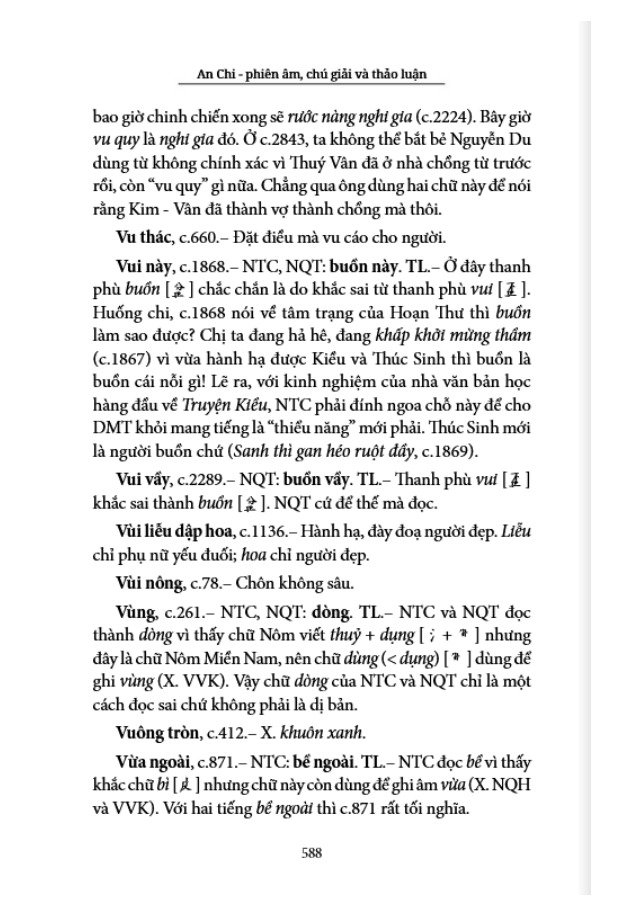 An Chi - phiên âm, chú giải và thảo luận
bao giờ chinh chiến xong sẽ rước nàng nghi gia (c.2224). Bây giờ
vu quy là nghi gia đó. Ở c.2843, ta không thể bắt bẻ Nguyễn Du
dùng từ không chính xác vì Thuý Vân đã ở nhà chồng từ trước
rồi, còn “vu quy” gì nữa. Chẳng qua ông dùng hai chữ này để nói
rằng Kim - Vân đã thành vợ thành chồng mà thôi.
Vu thác, c.660.– Đặt điều mà vu cáo cho người.
Vui này, c.1868.– NTC, NQT: buồn này. TL.– Ở đây thanh
phù buồn [ ] chắc chắn là do khắc sai từ thanh phù vui [ ].
Huống chi, c.1868 nói về tâm trạng của Hoạn Thư thì buồn
làm sao được? Chị ta đang hả hê, đang khấp khởi mừng thầm
(c.1867) vì vừa hành hạ được Kiều và Thúc Sinh thì buồn là
buồn cái nỗi gì! Lẽ ra, với kinh nghiệm của nhà văn bản học
hàng đầu về Truyện Kiều, NTC phải đính ngoa chỗ này để cho
DMT khỏi mang tiếng là “thiểu năng” mới phải. Thúc Sinh mới
là người buồn chứ (Sanh thì gan héo ruột đầy, c.1869).
Vui vầy, c.2289.– NQT: buồn vầy. TL.– Thanh phù vui [ ]
khắc sai thành buồn [ ]. NQT cứ để thế mà đọc.
Vùi liễu dập hoa, c.1136.– Hành hạ, đày đoạ người đẹp. Liễu
chỉ phụ nữ yếu đuối; hoa chỉ người đẹp.
Vùi nông, c.78.– Chôn không sâu.
Vùng, c.261.– NTC, NQT: dòng. TL.– NTC và NQT đọc
thành dòng vì thấy chữ Nôm viết thuỷ + dụng [ ; + ] nhưng
đây là chữ Nôm Miền Nam, nên chữ dùng (< dụng) [ ] dùng để
ghi vùng (X. VVK). Vậy chữ dòng của NTC và NQT chỉ là một
cách đọc sai chứ không phải là dị bản.
Vuông tròn, c.412.– X. khuôn xanh.
Vừa ngoài, c.871.– NTC: bề ngoài. TL.– NTC đọc bề vì thấy
khắc chữ bì [ ] nhưng chữ này còn dùng để ghi âm vừa (X. NQH
và VVK). Với hai tiếng bề ngoài thì c.871 rất tối nghĩa.
588